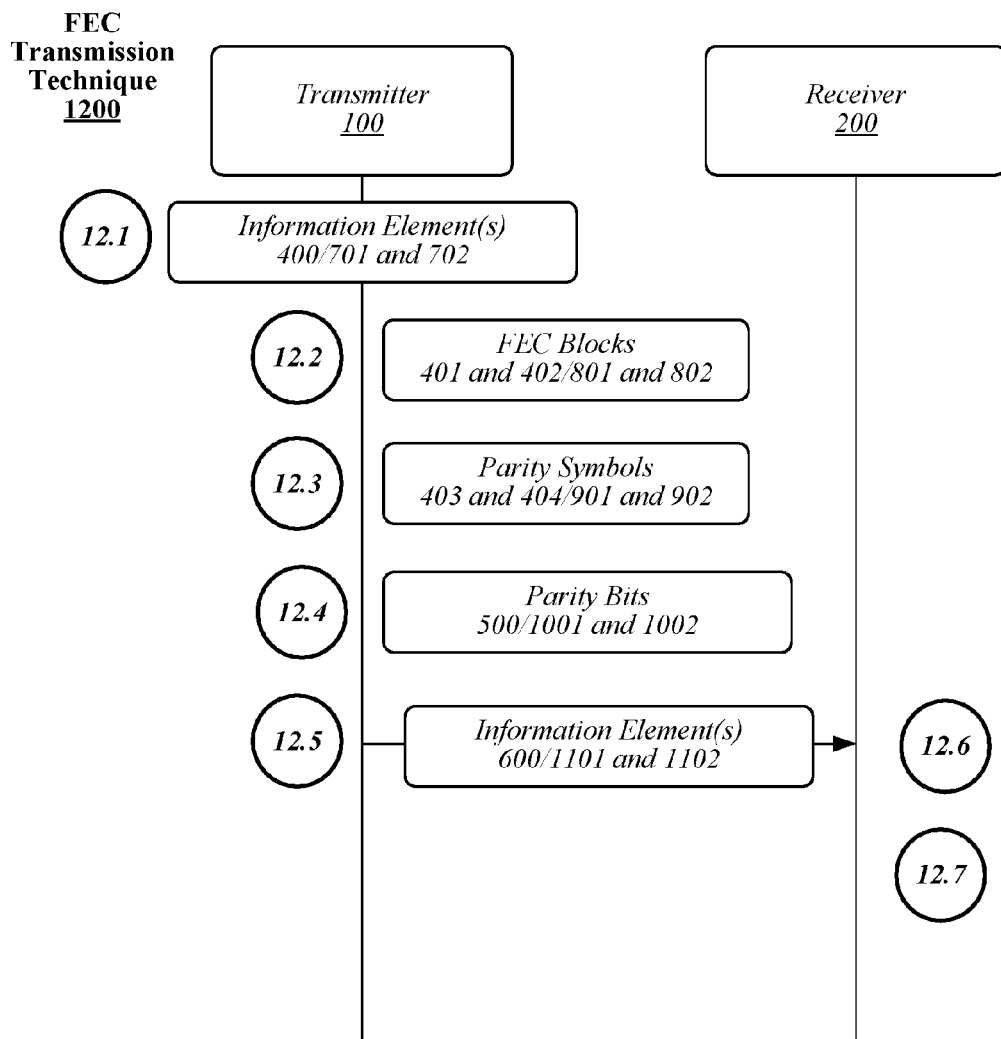 FEC
Transmission
Technique
1200
Transmitter
100
Receiver
200
12.1
Information Element(s)
400/701 and 702
12.2
FEC Blocks
401 and 402/801 and 802
12.3
Parity Symbols
403 and 404/901 and 902
12.4
Parity Bits
500/1001 and 1002
12.5
Information Element(s)
600/1101 and 1102
12.6
12.7